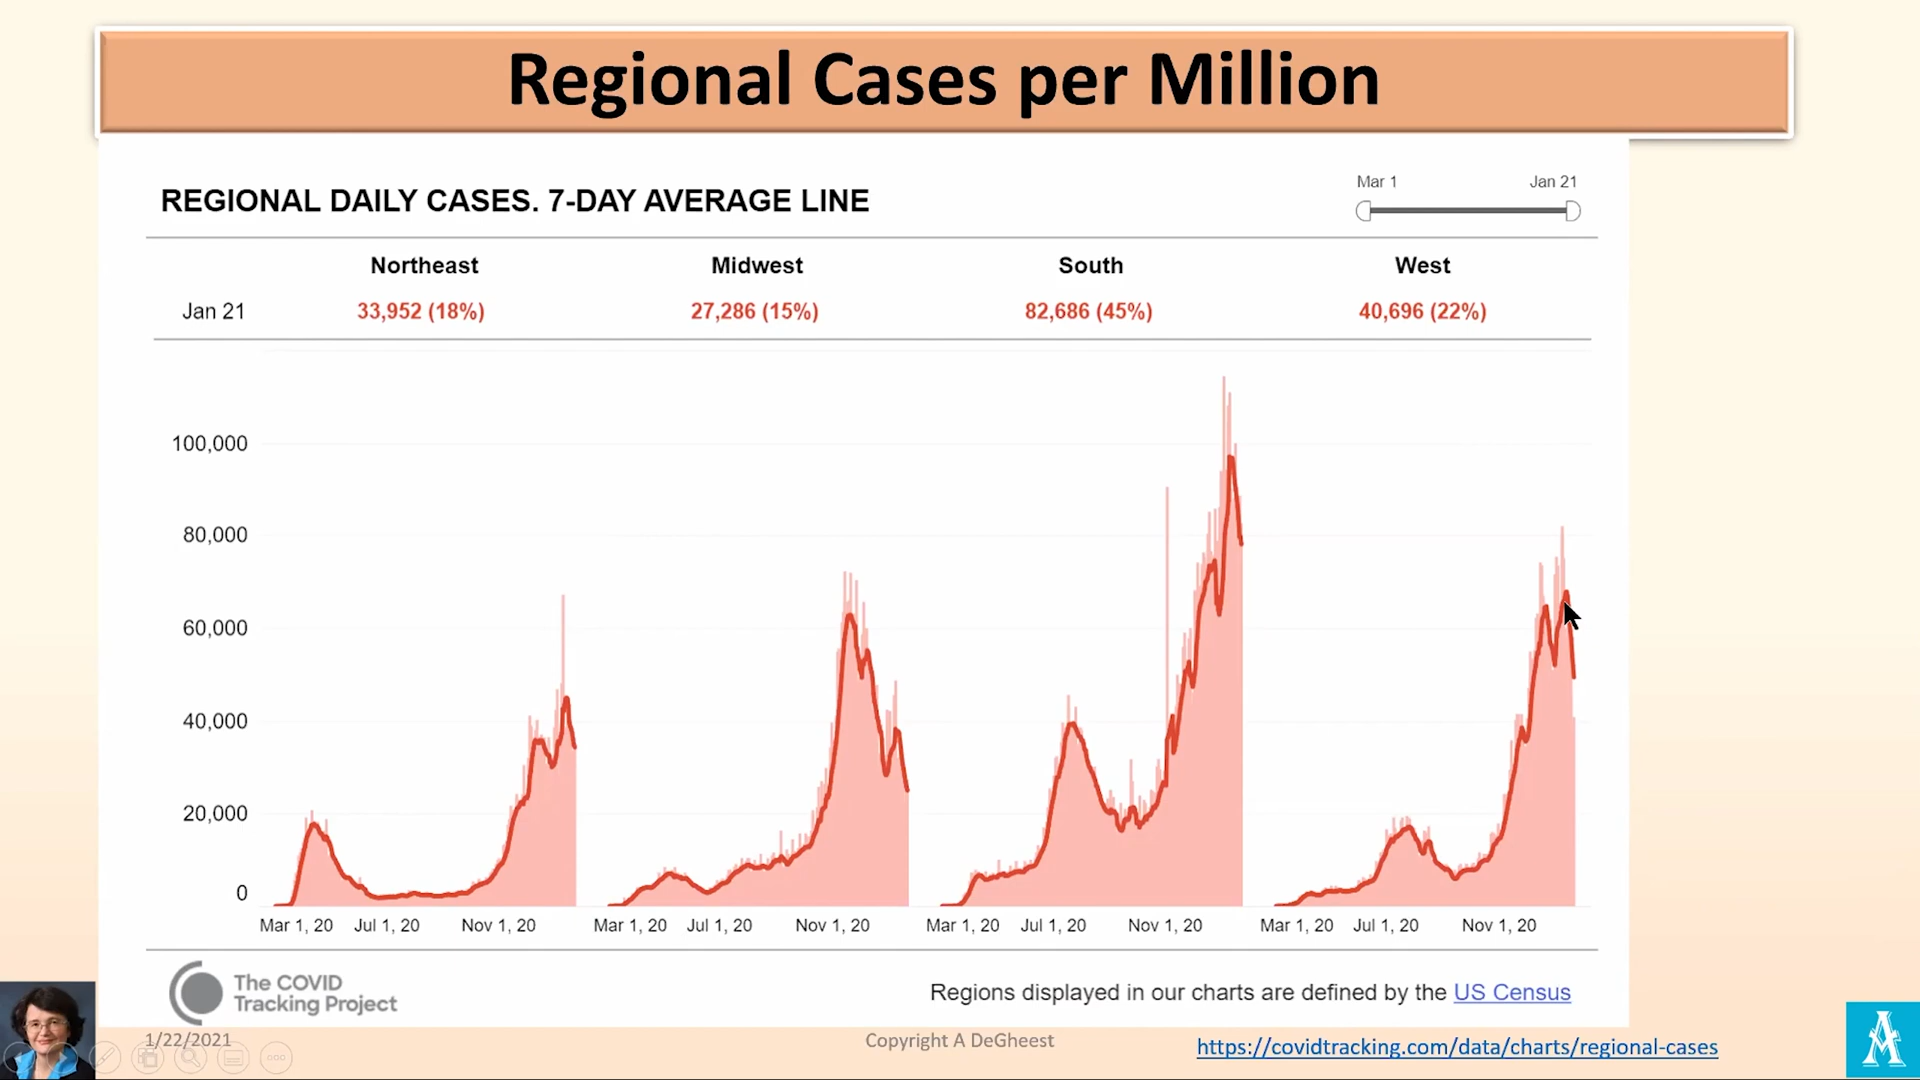 Regional Cases per Million
REGIONAL DAILY CASES. 7-DAY AVERAGE LINE
Mar 1 Jan 21
Northeast Midwest South West
Jan 21 33,952 (18%) 27,286 (15%) 82,686 (45%) 40,696 (22%)
100,000
80,000
60,000
40,000
20,000
0
Mar 1, 20 Jul 1, 20 Nov 1, 20 Mar 1, 20 Jul 1, 20 Nov 1, 20 Mar 1, 20 Jul 1, 20 Nov 1, 20 Mar 1, 20 Jul 1, 20 Nov 1, 20
The COVID
Tracking Project
Regions displayed in our charts are defined by the US Census
1/22/2021
Copyright A DeGheest
https://covidtracking.com/data/charts/regional-cases